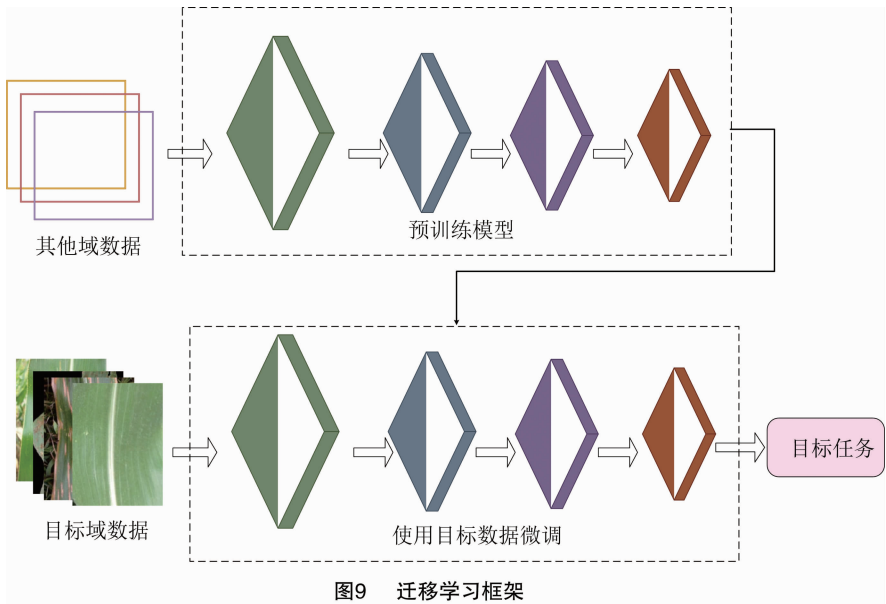 其他域数据
预训练模型
目标域数据
使用目标数据微调
目标任务
图9 迁移学习框架